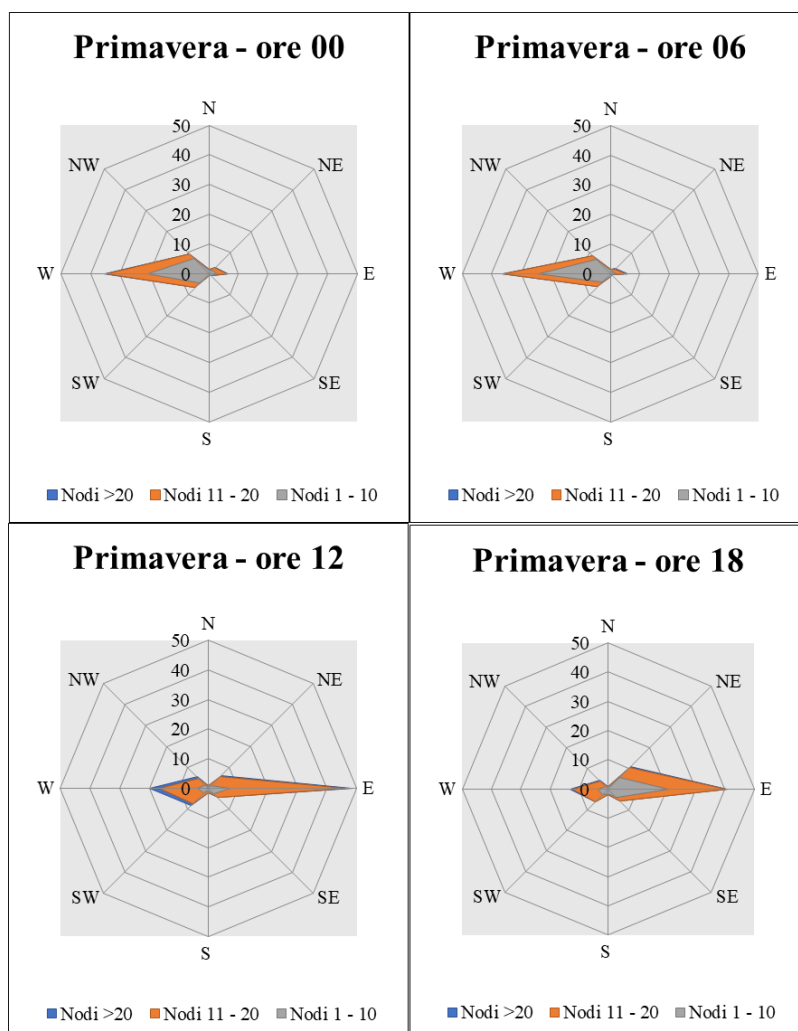 Primavera - ore 00
N
50
NW
40
NE
30
20
10
W
0
E
SW
SE
S
Nodi >20 Nodi 11 - 20 Nodi 1 - 10
Primavera - ore 06
N
50
NW
40
NE
30
20
10
W
0
E
SW
SE
S
Nodi >20 Nodi 11 - 20 Nodi 1 - 10
Primavera - ore 12
N
50
NW
40
NE
30
20
10
W
0
E
SW
SE
S
Nodi >20 Nodi 11 - 20 Nodi 1 - 10
Primavera - ore 18
N
50
NW
40
NE
30
20
10
W
0
E
SW
SE
S
Nodi >20 Nodi 11 - 20 Nodi 1 - 10